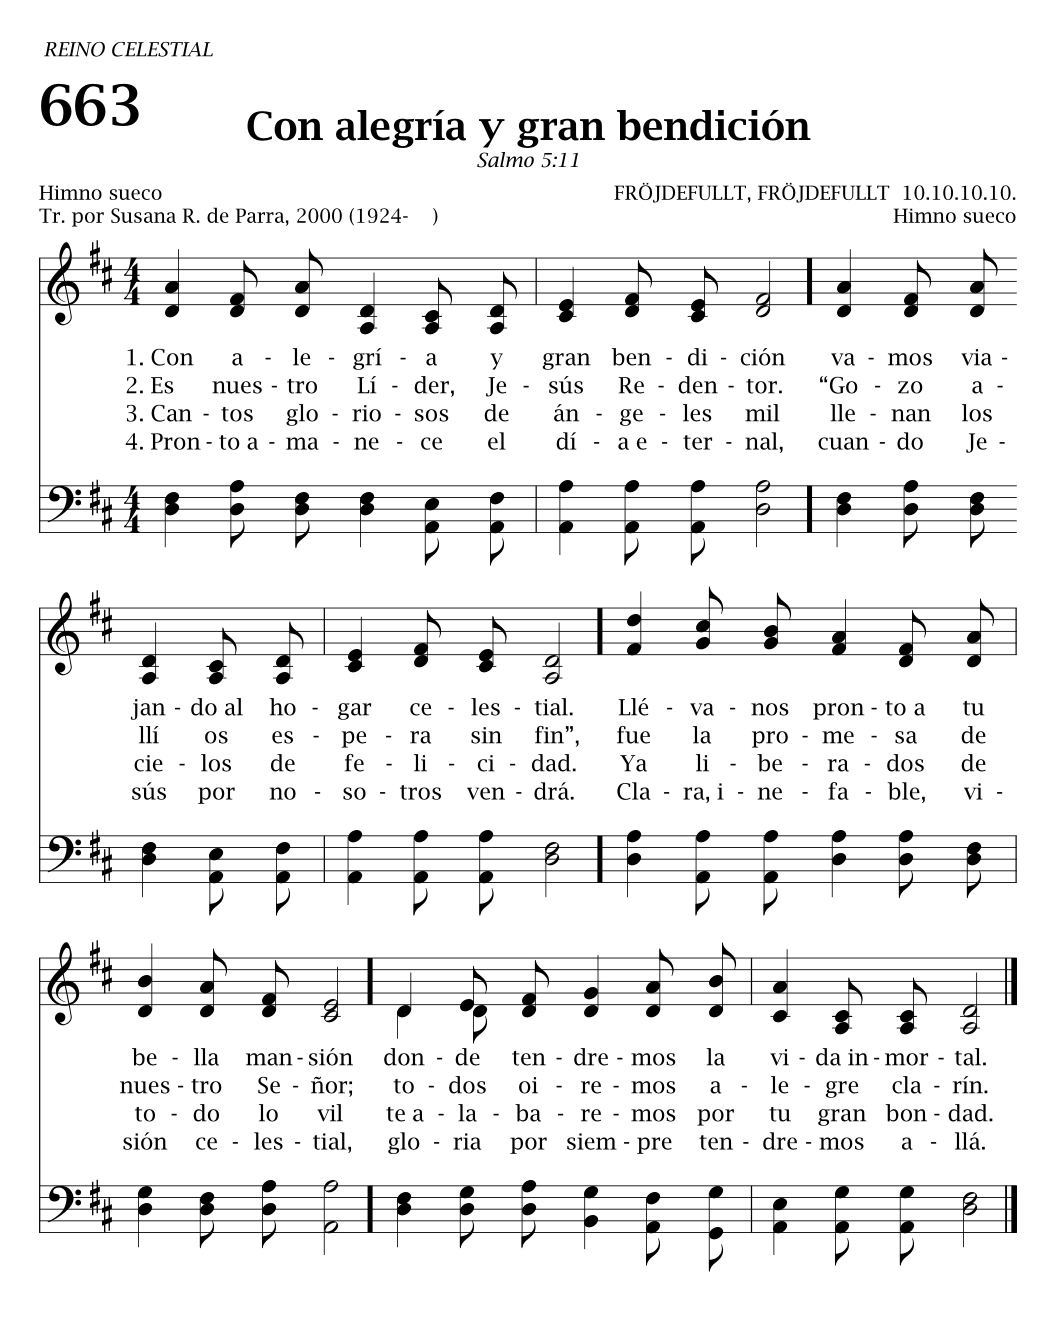 REINO CELESTIAL
663
Con alegría y gran bendición
Salmo 5:11
Himno sueco FRÖJDEFULLT, FRÖJDEFULLT 10.10.10.10.
Tr. por Susana R. de Parra, 2000 (1924- ) Himno sueco
4 4
1. Con a - le - grí - a y gran ben - di - ción va - mos via -
2. Es nues - tro Lí - der, Je - sús Re - den - tor. “Go - zo a -
3. Can - tos glo - rio - sos de án - ge - les mil lle - nan los
4. Pron - to a - ma - ne - ce el dí - a e - ter - nal, cuan - do Je -
4 4
jan - do al ho - gar ce - les - tial. Llé - va - nos pron - to a tu
llí os es - pe - ra sin fin”, fue la pro - me - sa de
cie - los de fe - li - ci - dad. Ya li - be - ra - dos de
sús por no - so - tros ven - drá. Cla - ra, i - ne - fa - ble, vi -
be - lla man - sión don - de ten - dre - mos la vi - da in - mor - tal.
nues - tro Se - ñor; to - dos oi - re - mos a - le - gre cla - rín.
to - do lo vil te a - la - ba - re - mos por tu gran bon - dad.
sión ce - les - tial, glo - ria por siem - pre ten - dre - mos a - llá.